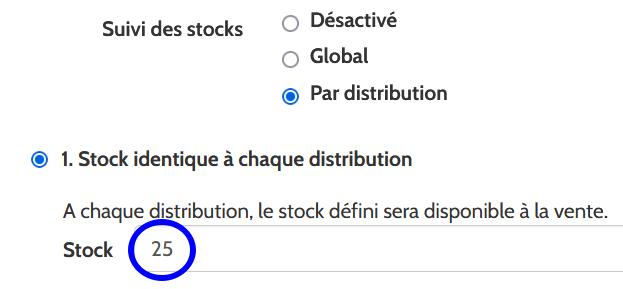 Suivi des stocks
Désactivé
Global
Par distribution
1. Stock identique à chaque distribution
A chaque distribution, le stock défini sera disponible à la vente.
Stock 25